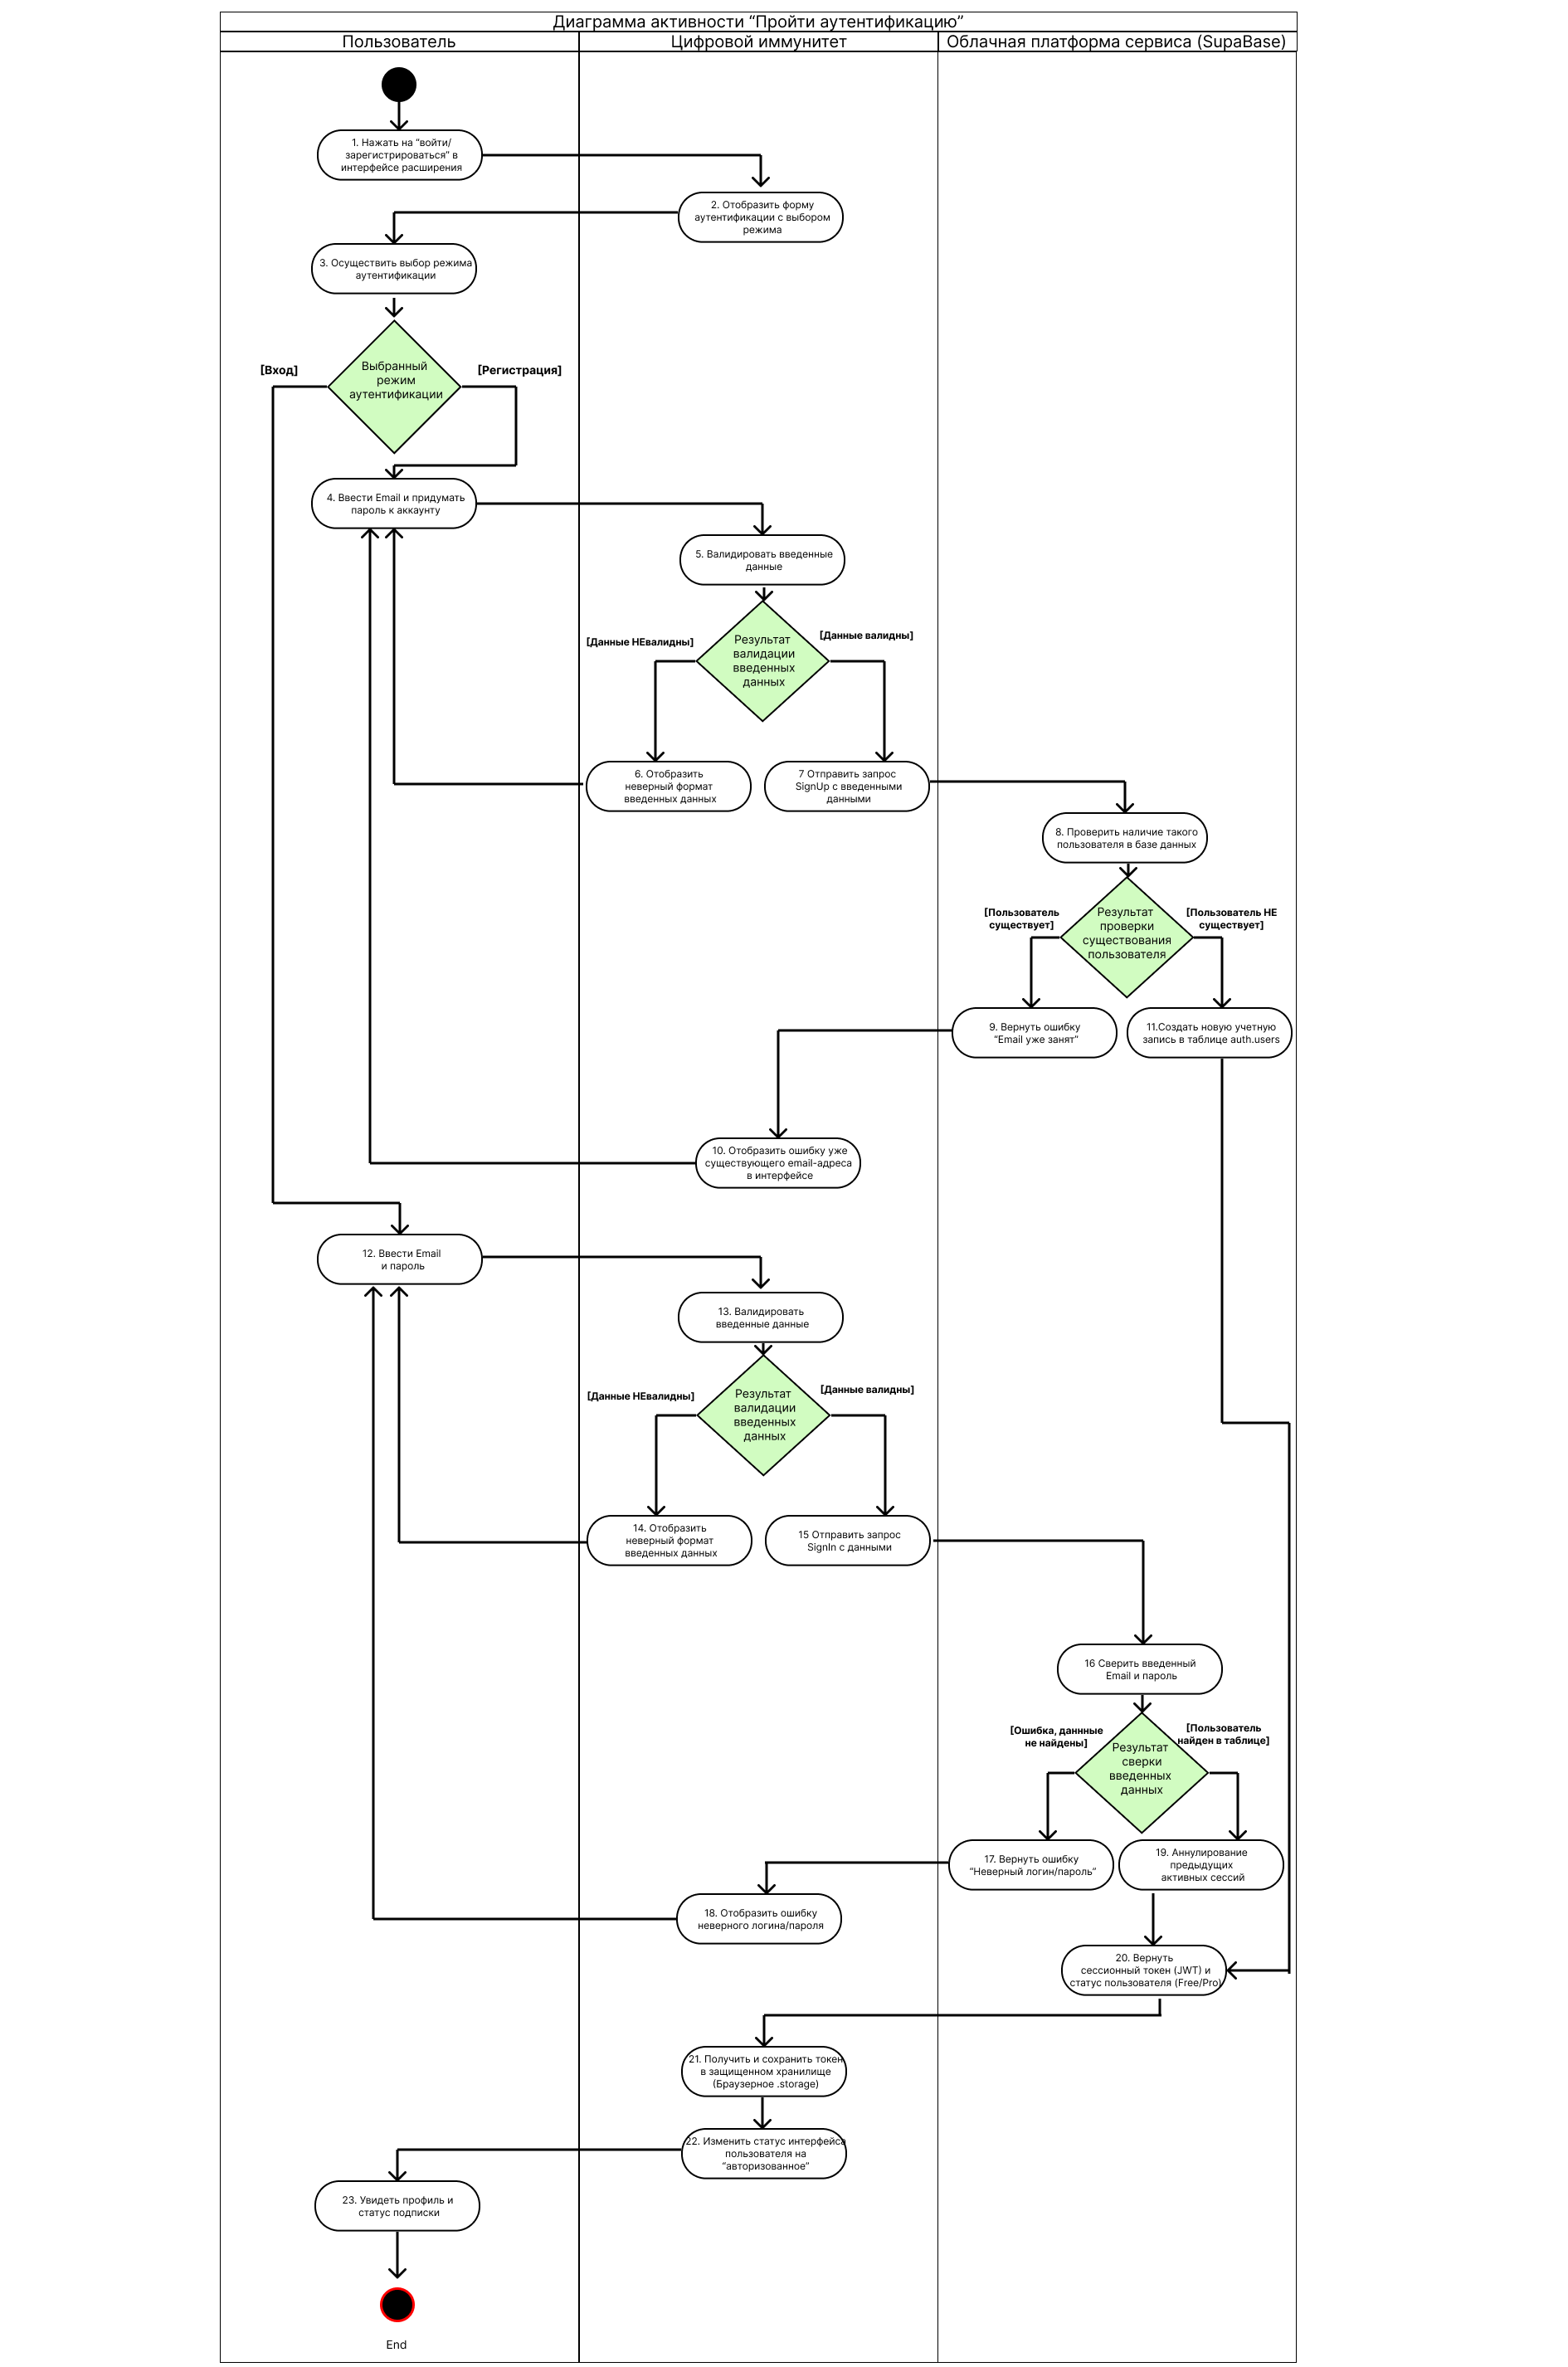 Диаграмма активности “Пройти аутентификацию”
Пользователь
Цифровой иммунитет
Облачная платформа сервиса (SupaBase)
1. Нажать на “войти/
зарегистрироваться” в
интерфейсе расширения
2. Отобразить форму
аутентификации с выбором
режима
3. Осуществить выбор режима
аутентификации
Выбранный
режим
аутентификации
[Вход]
[Регистрация]
4. Ввести Email и придумать
пароль к аккаунту
5. Валидировать введенные
данные
Результат
валидации
введенных
данных
[Данные НЕвалидны]
[Данные валидны]
6. Отобразить
неверный формат
введенных данных
7 Отправить запрос
SignUp с введенными
данными
8. Проверить наличие такого
пользователя в базе данных
[Пользователь
существует]
Результат
проверки
существования
пользователя
[Пользователь НЕ
существует]
9. Вернуть ошибку
“Email уже занят”
11.Создать новую учетную
запись в таблице auth.users
10. Отобразить ошибку уже
существующего email-адреса
в интерфейсе
12. Ввести Email
и пароль
13. Валидировать
введенные данные
Результат
валидации
введенных
данных
[Данные НЕвалидны]
[Данные валидны]
14. Отобразить
неверный формат
введенных данных
15 Отправить запрос
SignIn с данными
16 Сверить введенный
Email и пароль
[Ошибка, даннные
не найдены]
Результат
сверки
введенных
данных
[Пользователь
найден в таблице]
17. Вернуть ошибку
“Неверный логин/пароль”
19. Аннулирование
предыдущих
активных сессий
18. Отобразить ошибку
неверного логина/пароля
20. Вернуть
сессионный токен (JWT) и
статус пользователя (Free/Pro)
21. Получить и сохранить токен
в защищенном хранилище
(Браузерное .storage)
22. Изменить статус интерфейса
пользователя на
“авторизованное”
23. Увидеть профиль и
статус подписки
End